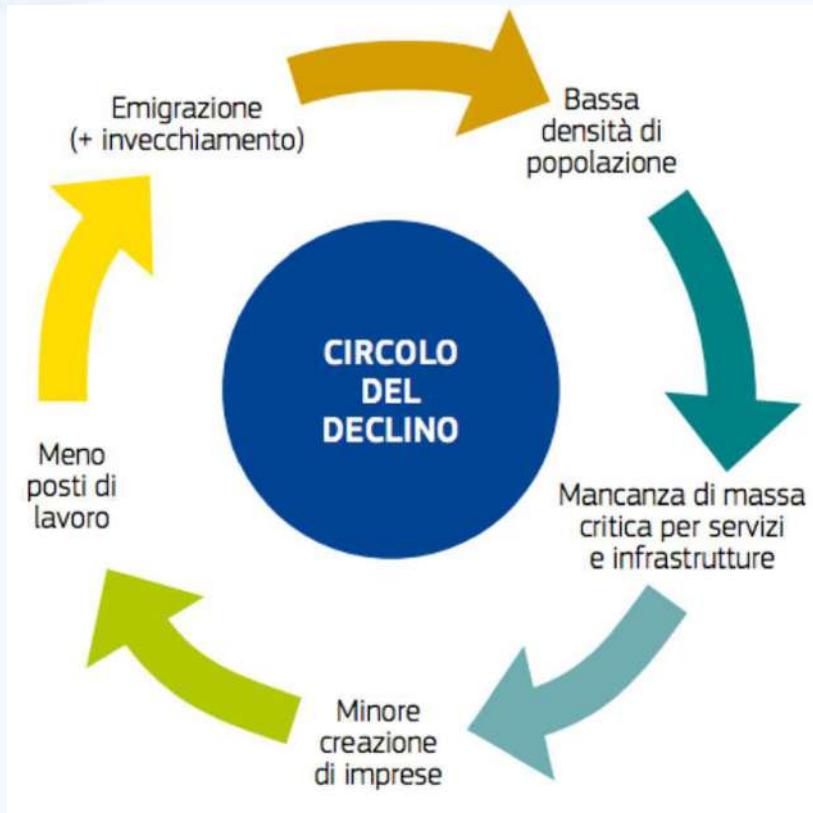 Emigrazione
(+ invecchiamento)
Bassa
densità di
popolazione
CIRCOLO
DEL
DECLINO
Meno
posti di
lavoro
Mancanza di massa
critica per servizi
e infrastrutture
Minore
creazione
di imprese